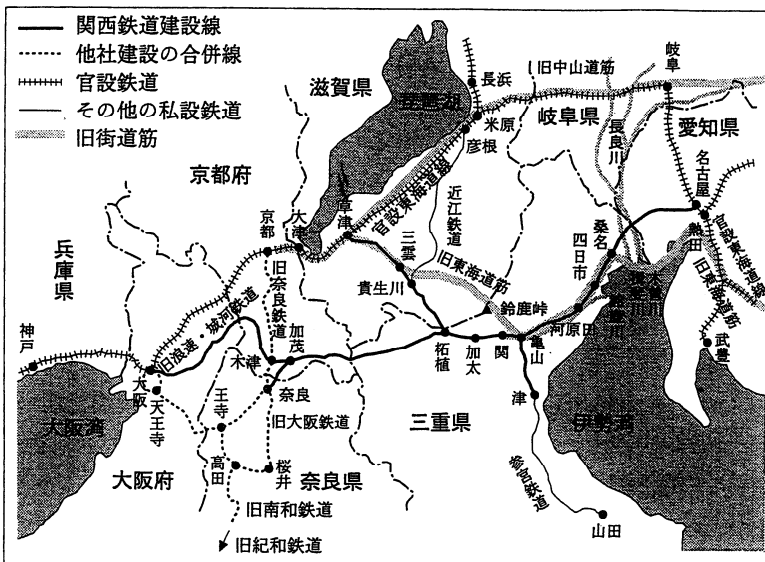 関西鉄道建設線
他社建設の合併線
官設鉄道
その他の私設鉄道
旧街道筋
滋賀県
琵琶湖
長浜
旧中山道筋
岐阜
米原
彦根
岐阜県
長良川
愛知県
名古屋
京都府
官設東海道線
近江鉄道
桑名
熱田
官設東海道線
旧東海道筋
京都
大津
草津
三雲
旧東海道筋
四日市
木曽川
揖斐川
兵庫県
貴生川
鈴鹿峠
河原田
武豊
旧奈良鉄道
加茂
旧浪速・城河鉄道
木津
柘植
加太
関
亀山
神戸
大阪
天王寺
奈良
王寺
旧大阪鉄道
津
大阪湾
三重県
伊勢湾
大阪府
高田
桜井
奈良県
参宮鉄道
旧南和鉄道
山田
旧紀和鉄道